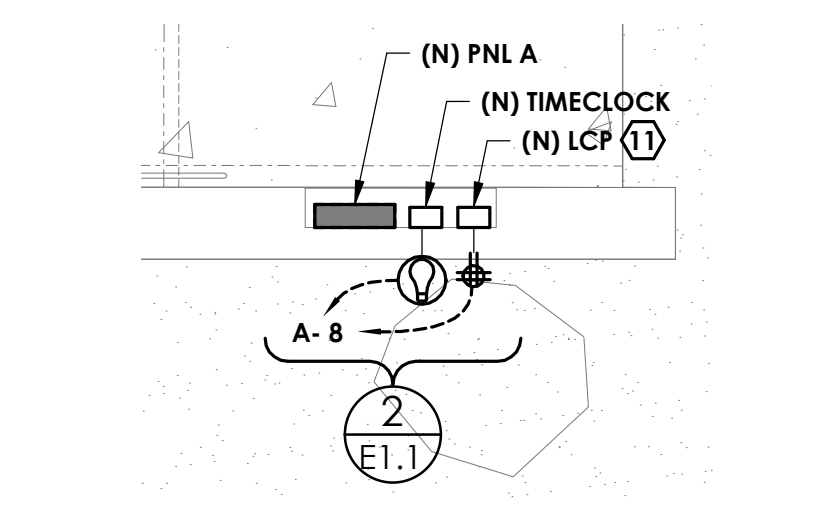 (N) PNL A
(N) TIMECLOCK
(N) LCP 11
A- 8
2
E1.1